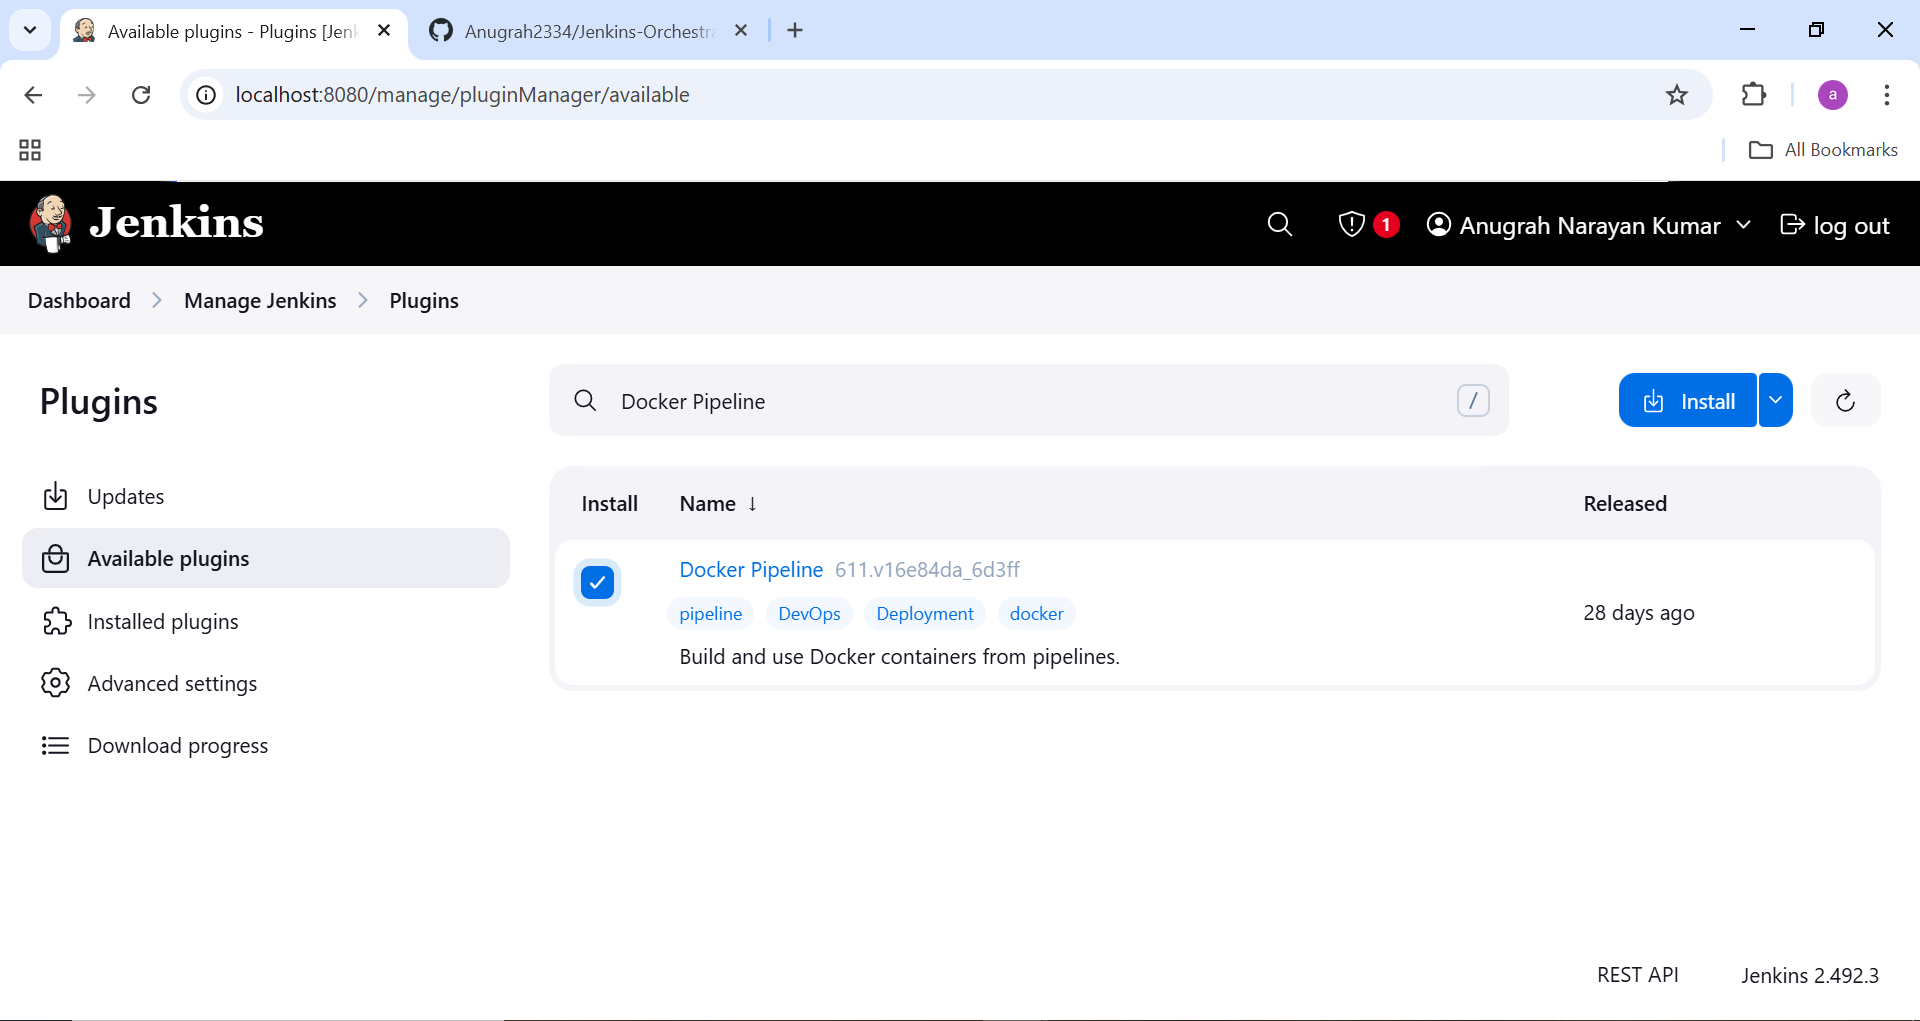 Available plugins - Plugins [Jenk
Anugrah2334/Jenkins-Orchestra
localhost:8080/manage/pluginManager/available
a
All Bookmarks
Jenkins
1
Anugrah Narayan Kumar
log out
Dashboard
Manage Jenkins
Plugins
Plugins
Docker Pipeline
/
Install
Updates
Available plugins
Installed plugins
Advanced settings
Download progress
Install Name ↓ Released
Docker Pipeline 611.v16e84da_6d3ff
pipeline DevOps Deployment docker
28 days ago
Build and use Docker containers from pipelines.
REST API
Jenkins 2.492.3